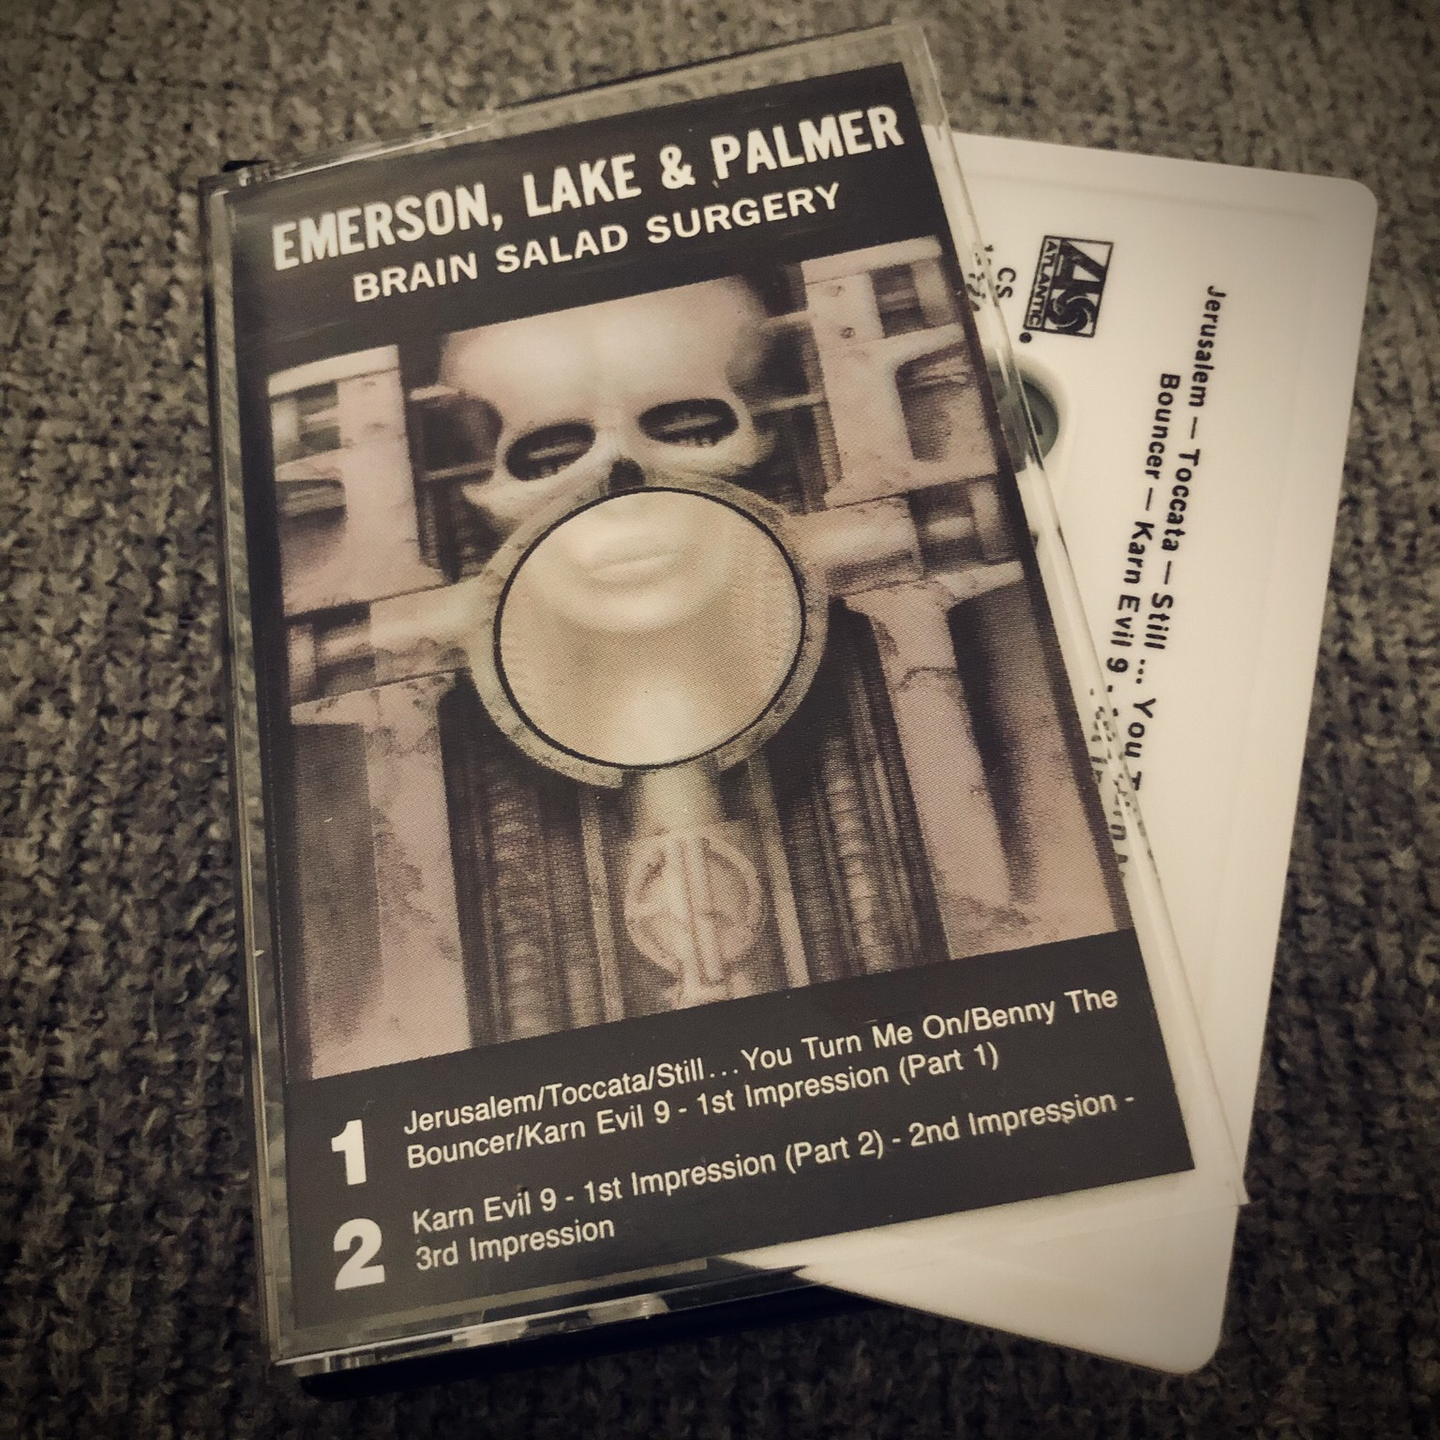 EMERSON, LAKE & PALMER
BRAIN SALAD SURGERY
1
Jerusalem/Toccata/Still...You Turn Me On/Benny The
Bouncer/Karn Evil 9 - 1st Impression (Part 1)
2
Karn Evil 9 - 1st Impression (Part 2) - 2nd Impression -
3rd Impression
ATLANTIC
CS
Jerusalem — Toccata — Still ... You
Bouncer — Karn Evil 9 -